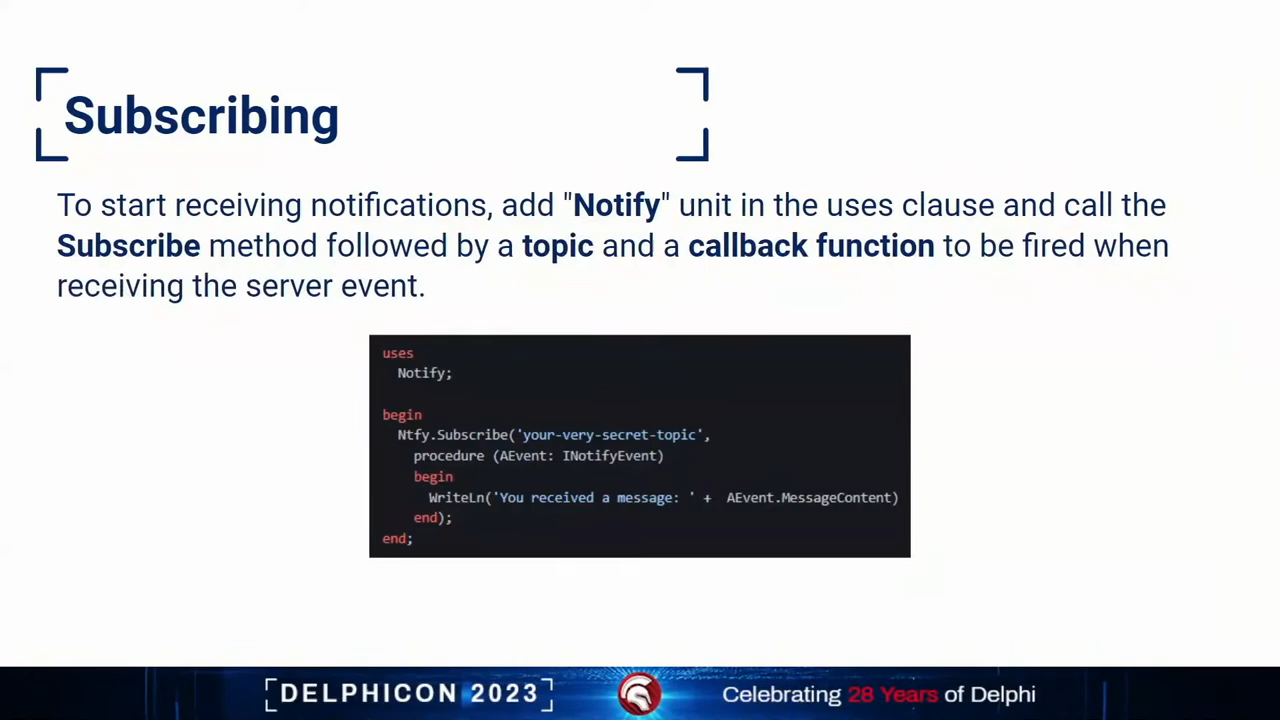 Subscribing
To start receiving notifications, add "Notify" unit in the uses clause and call the
Subscribe method followed by a topic and a callback function to be fired when
receiving the server event.
uses
Notify;
begin
Ntfy.Subscribe('your-very-secret-topic',
procedure (AEvent: INotifyEvent)
begin
WriteLn('You received a message: ' + AEvent.MessageContent)
end);
end;
DELPHICON 2023
Celebrating 28 Years of Delphi